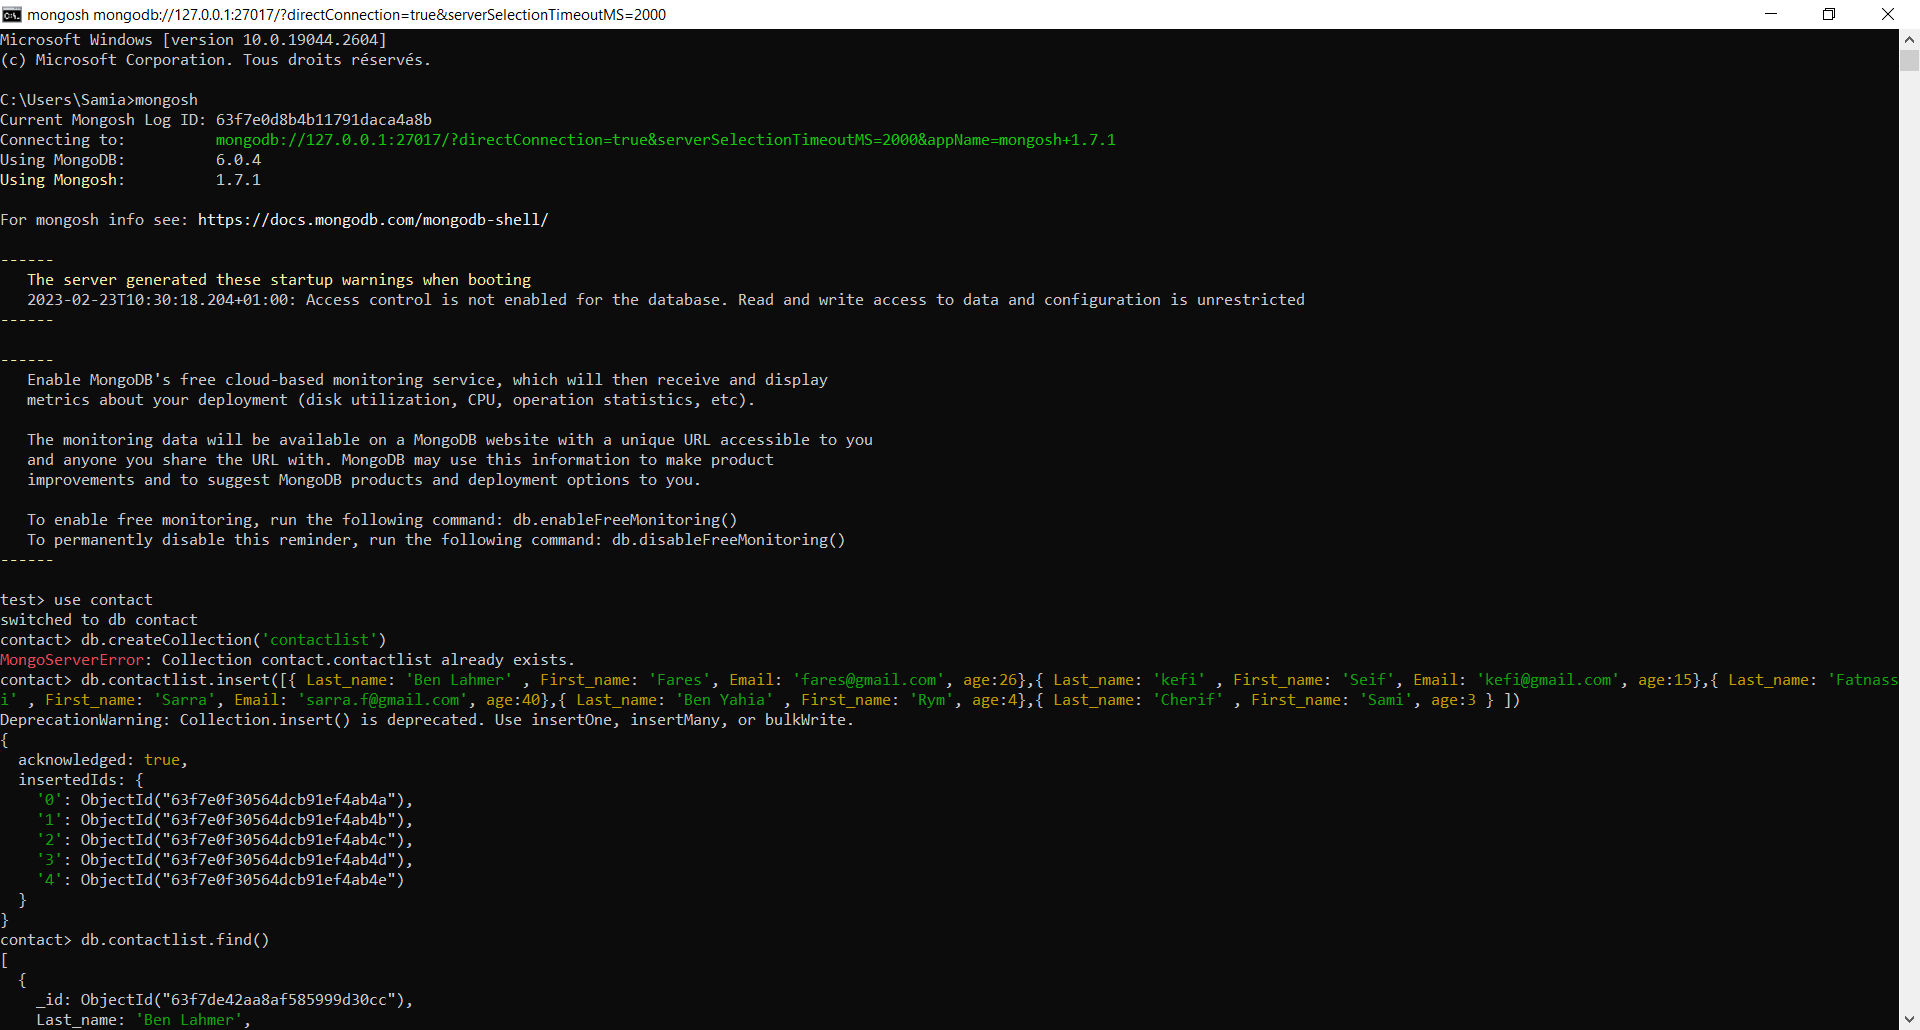 mongosh mongodb://127.0.0.1:27017/?directConnection=true&serverSelectionTimeoutMS=2000
Microsoft Windows [version 10.0.19044.2604]
(c) Microsoft Corporation. Tous droits réservés.
C:\Users\Samia>mongosh
Current Mongosh Log ID: 63f7e0d8b4b11791daca4a8b
Connecting to:          mongodb://127.0.0.1:27017/?directConnection=true&serverSelectionTimeoutMS=2000&appName=mongosh+1.7.1
Using MongoDB:          6.0.4
Using Mongosh:          1.7.1
For mongosh info see: https://docs.mongodb.com/mongodb-shell/
------
   The server generated these startup warnings when booting
   2023-02-23T10:30:18.204+01:00: Access control is not enabled for the database. Read and write access to data and configuration is unrestricted
------
------
   Enable MongoDB's free cloud-based monitoring service, which will then receive and display
   metrics about your deployment (disk utilization, CPU, operation statistics, etc).
   The monitoring data will be available on a MongoDB website with a unique URL accessible to you
   and anyone you share the URL with. MongoDB may use this information to make product
   improvements and to suggest MongoDB products and deployment options to you.
   To enable free monitoring, run the following command: db.enableFreeMonitoring()
   To permanently disable this reminder, run the following command: db.disableFreeMonitoring()
------
test> use contact
switched to db contact
contact> db.createCollection('contactlist')
MongoServerError: Collection contact.contactlist already exists.
contact> db.contactlist.insert([{ Last_name: 'Ben Lahmer' , First_name: 'Fares', Email: 'fares@gmail.com', age:26},{ Last_name: 'kefi' , First_name: 'Seif', Email: 'kefi@gmail.com', age:15},{ Last_name: 'Fatnass
i' , First_name: 'Sarra', Email: 'sarra.f@gmail.com', age:40},{ Last_name: 'Ben Yahia' , First_name: 'Rym', age:4},{ Last_name: 'Cherif' , First_name: 'Sami', age:3 } ])
DeprecationWarning: Collection.insert() is deprecated. Use insertOne, insertMany, or bulkWrite.
{
  acknowledged: true,
  insertedIds: {
    '0': ObjectId("63f7e0f30564dcb91ef4ab4a"),
    '1': ObjectId("63f7e0f30564dcb91ef4ab4b"),
    '2': ObjectId("63f7e0f30564dcb91ef4ab4c"),
    '3': ObjectId("63f7e0f30564dcb91ef4ab4d"),
    '4': ObjectId("63f7e0f30564dcb91ef4ab4e")
  }
}
contact> db.contactlist.find()
[
  {
    _id: ObjectId("63f7de42aa8af585999d30cc"),
    Last_name: 'Ben Lahmer',